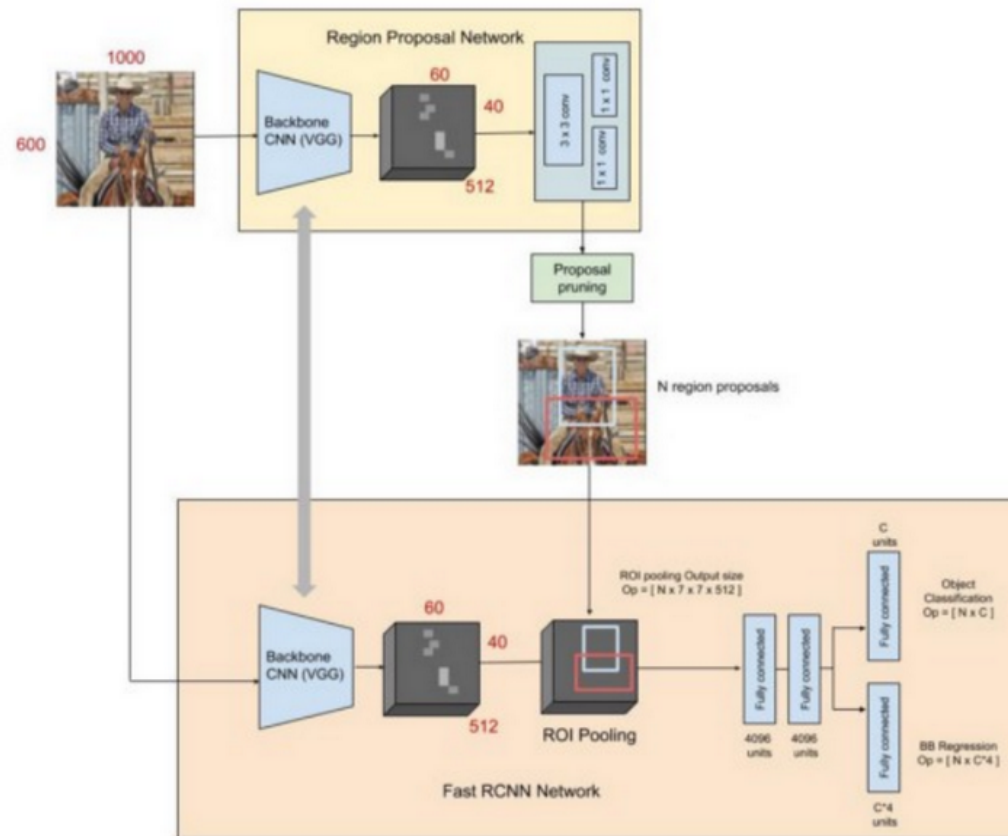 Region Proposal Network
1000
600
Backbone
CNN (VGG)
60
40
512
3 x 3 conv
1 x 1 conv
1 x 1 conv
Proposal
pruning
N region proposals
Backbone
CNN (VGG)
60
40
512
ROI Pooling
ROI pooling Output size
Op = [ N x 7 x 7 x 512 ]
Fully connected
4096
units
Fully connected
4096
units
C
units
Fully connected
Object
Classification
Op = [ N x C ]
Fully connected
C*4
units
BB Regression
Op = [ N x C*4 ]
Fast RCNN Network